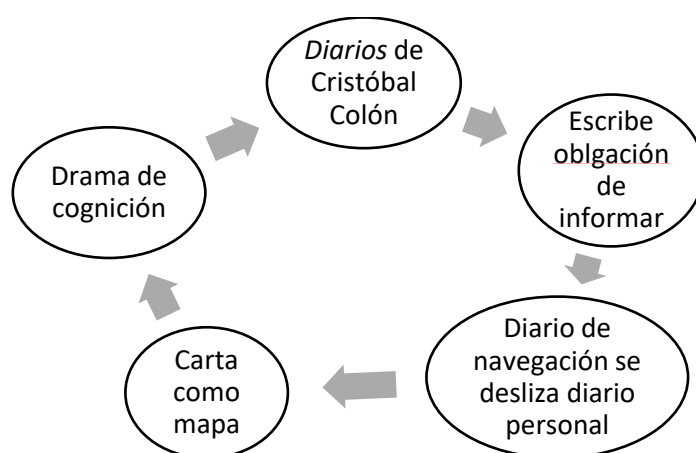 Diarios de
Cristóbal
Colón
Escribe
oblgación
de
informar
Diario de
navegación se
desliza diario
personal
Carta
como
mapa
Drama de
cognición